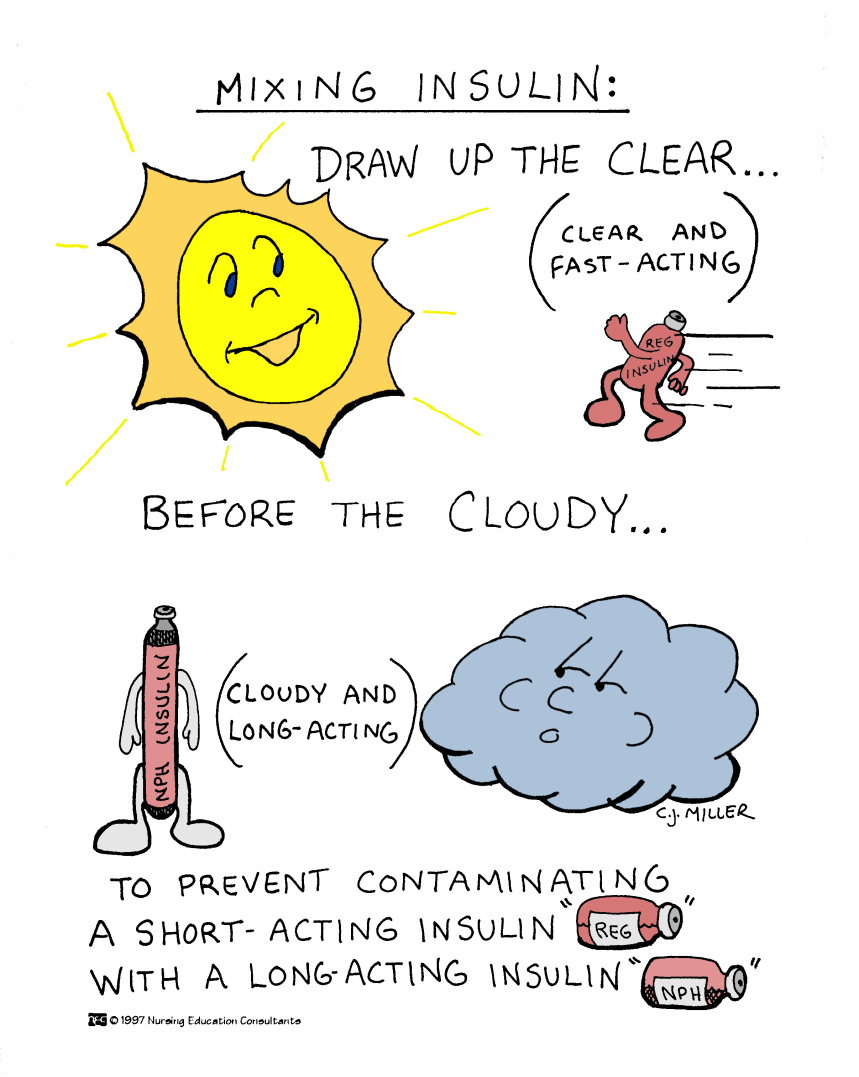 MIXING INSULIN:
DRAW UP THE CLEAR...
(CLEAR AND
FAST-ACTING)
REG
INSULIN
BEFORE THE CLOUDY...
NPH INSULIN
(CLOUDY AND
LONG-ACTING)
C.J. MILLER
TO PREVENT CONTAMINATING
A SHORT-ACTING INSULIN "REG"
WITH A LONG-ACTING INSULIN "NPH"
NEC © 1997 Nursing Education Consultants